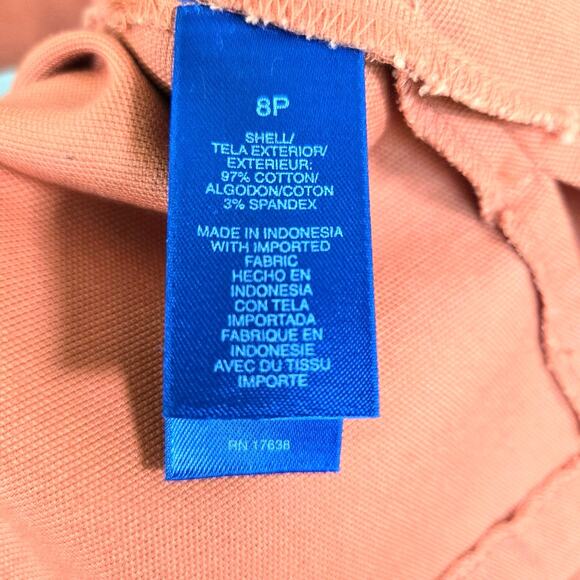 8P
SHELL/
TELA EXTERIOR/
EXTERIEUR:
97% COTTON/
ALGODON/COTON
3% SPANDEX
MADE IN INDONESIA
WITH IMPORTED
FABRIC
HECHO EN
INDONESIA
CON TELA
IMPORTADA
FABRIQUE EN
INDONESIE
AVEC DU TISSU
IMPORTE
RN 17638